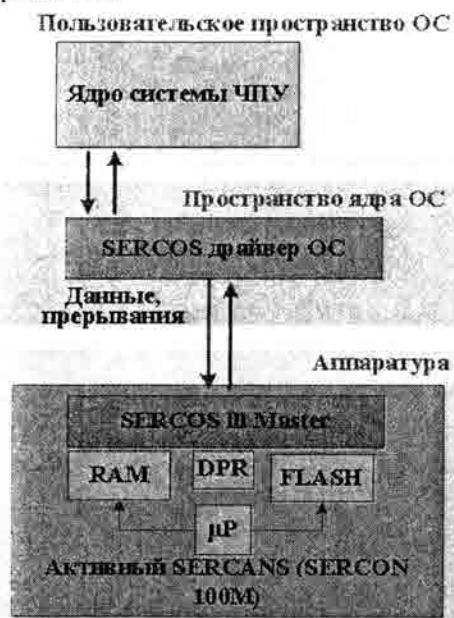 Пользовательское пространство ОС
Ядро системы ЧПУ
Пространство ядра ОС
SERCOS драйвер ОС
Данные,
прерывания
Аппаратура
SERCOS III Master
RAM
DPR
FLASH
μP
Активный SERCANS (SERCON
100M)